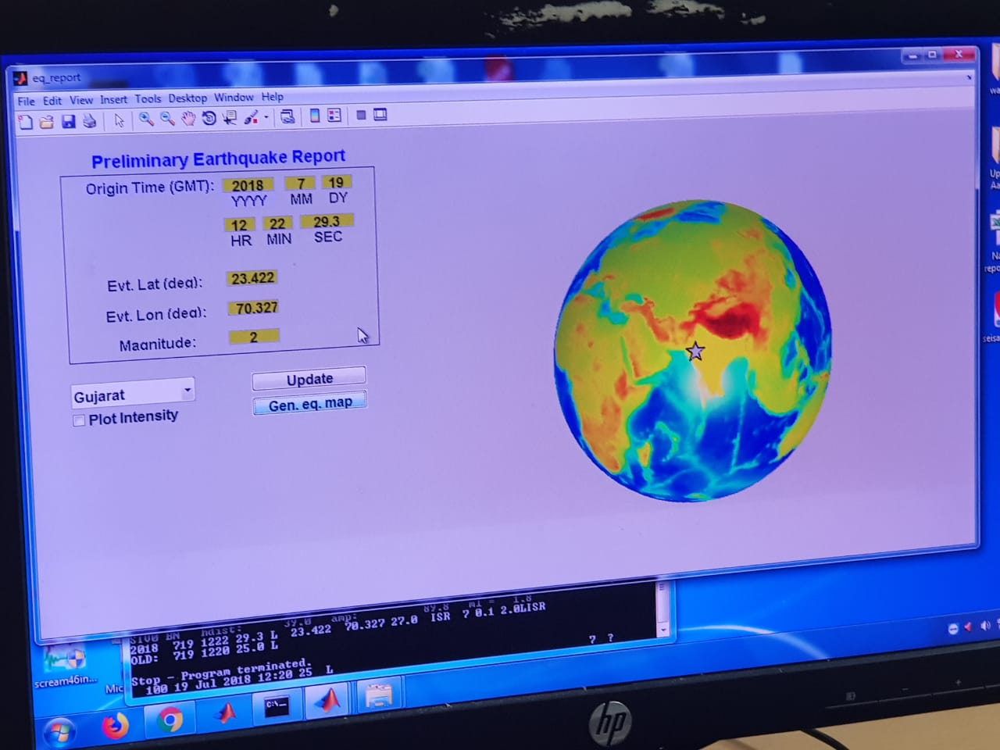 eq_report
File Edit View Insert Tools Desktop Window Help
Preliminary Earthquake Report
Origin Time (GMT): 2018 7 19
YYYY MM DY
12 22 29.3
HR MIN SEC
Evt. Lat (deg): 23.422
Evt. Lon (deg): 70.327
Magnitude: 2
Gujarat
Update
Plot Intensity
Gen. eq. map
hdist: 39.0 amp: 89.8 ml = 1.8
2018 719 1222 29.3 L 23.422 70.327 27.0 ISR ? 0.1 2.0LISR
OLD: 719 1220 25.0 L ? ?
Stop - Program terminated.
100 19 Jul 2018 12:20 25 L
scream46in...
Mic
C:\
Up
repo
seisa
hp